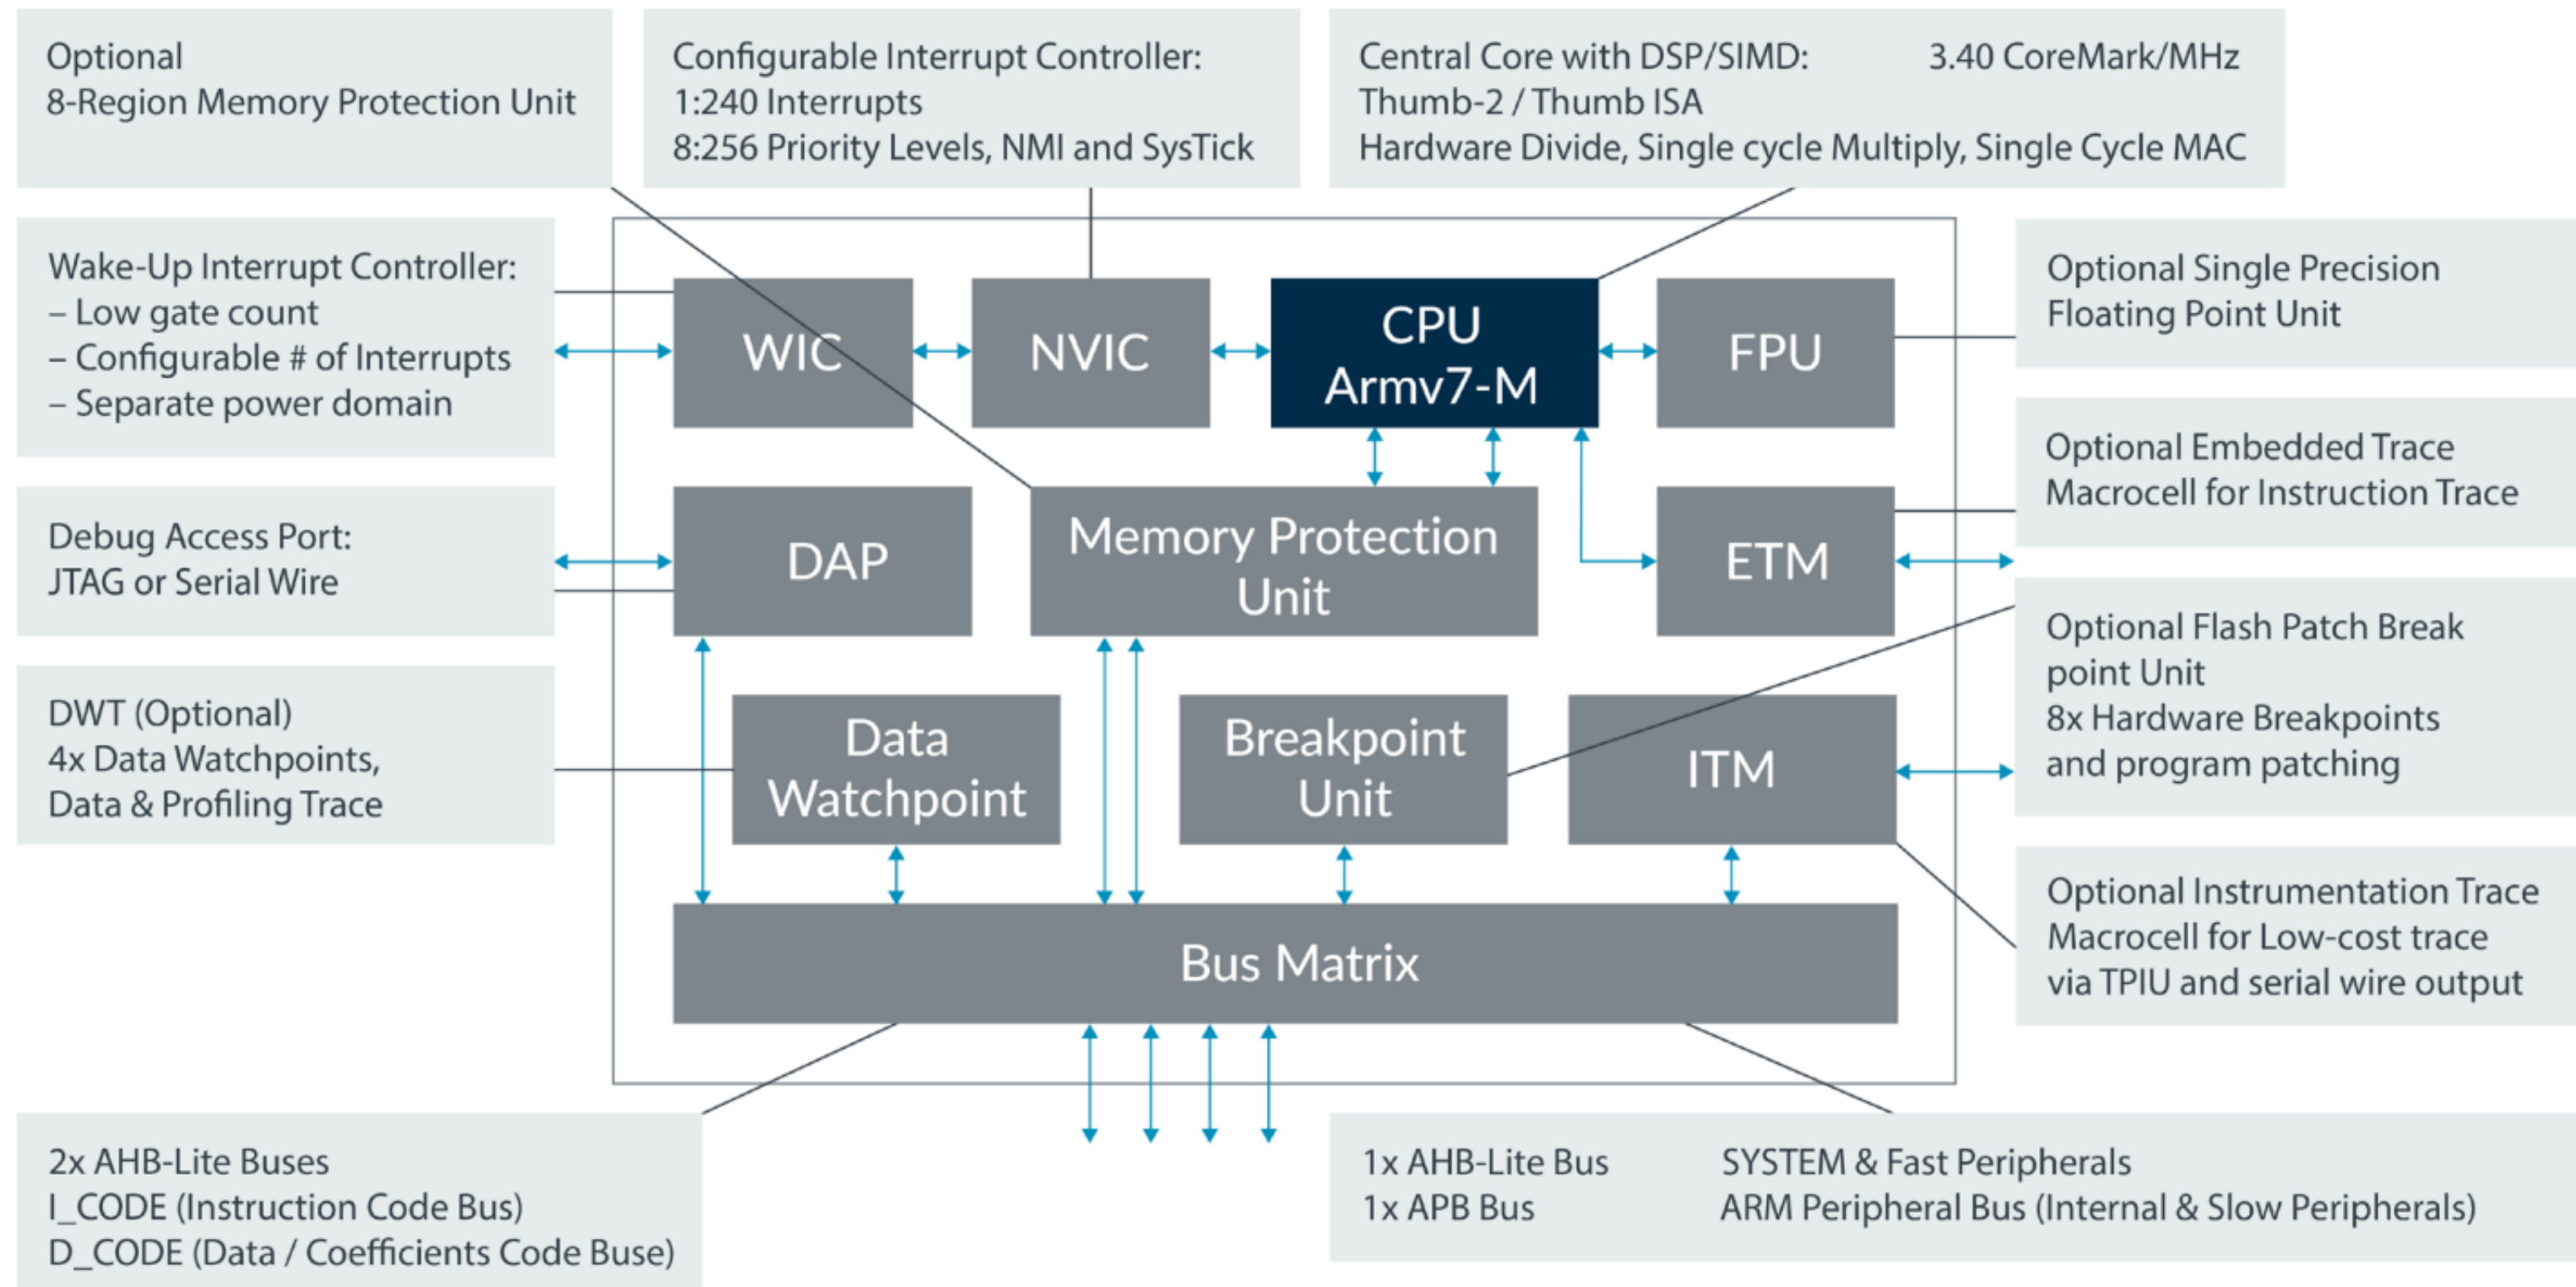 Optional
8-Region Memory Protection Unit
Configurable Interrupt Controller:
1:240 Interrupts
8:256 Priority Levels, NMI and SysTick
Central Core with DSP/SIMD: 3.40 CoreMark/MHz
Thumb-2 / Thumb ISA
Hardware Divide, Single cycle Multiply, Single Cycle MAC
Wake-Up Interrupt Controller:
– Low gate count
– Configurable # of Interrupts
– Separate power domain
WIC
NVIC
CPU
Armv7-M
FPU
Optional Single Precision
Floating Point Unit
Optional Embedded Trace
Macrocell for Instruction Trace
Debug Access Port:
JTAG or Serial Wire
DAP
Memory Protection
Unit
ETM
Optional Flash Patch Break
point Unit
8x Hardware Breakpoints
and program patching
DWT (Optional)
4x Data Watchpoints,
Data & Profiling Trace
Data
Watchpoint
Breakpoint
Unit
ITM
Optional Instrumentation Trace
Macrocell for Low-cost trace
via TPIU and serial wire output
Bus Matrix
2x AHB-Lite Buses
I_CODE (Instruction Code Bus)
D_CODE (Data / Coefficients Code Buse)
1x AHB-Lite Bus SYSTEM & Fast Peripherals
1x APB Bus ARM Peripheral Bus (Internal & Slow Peripherals)